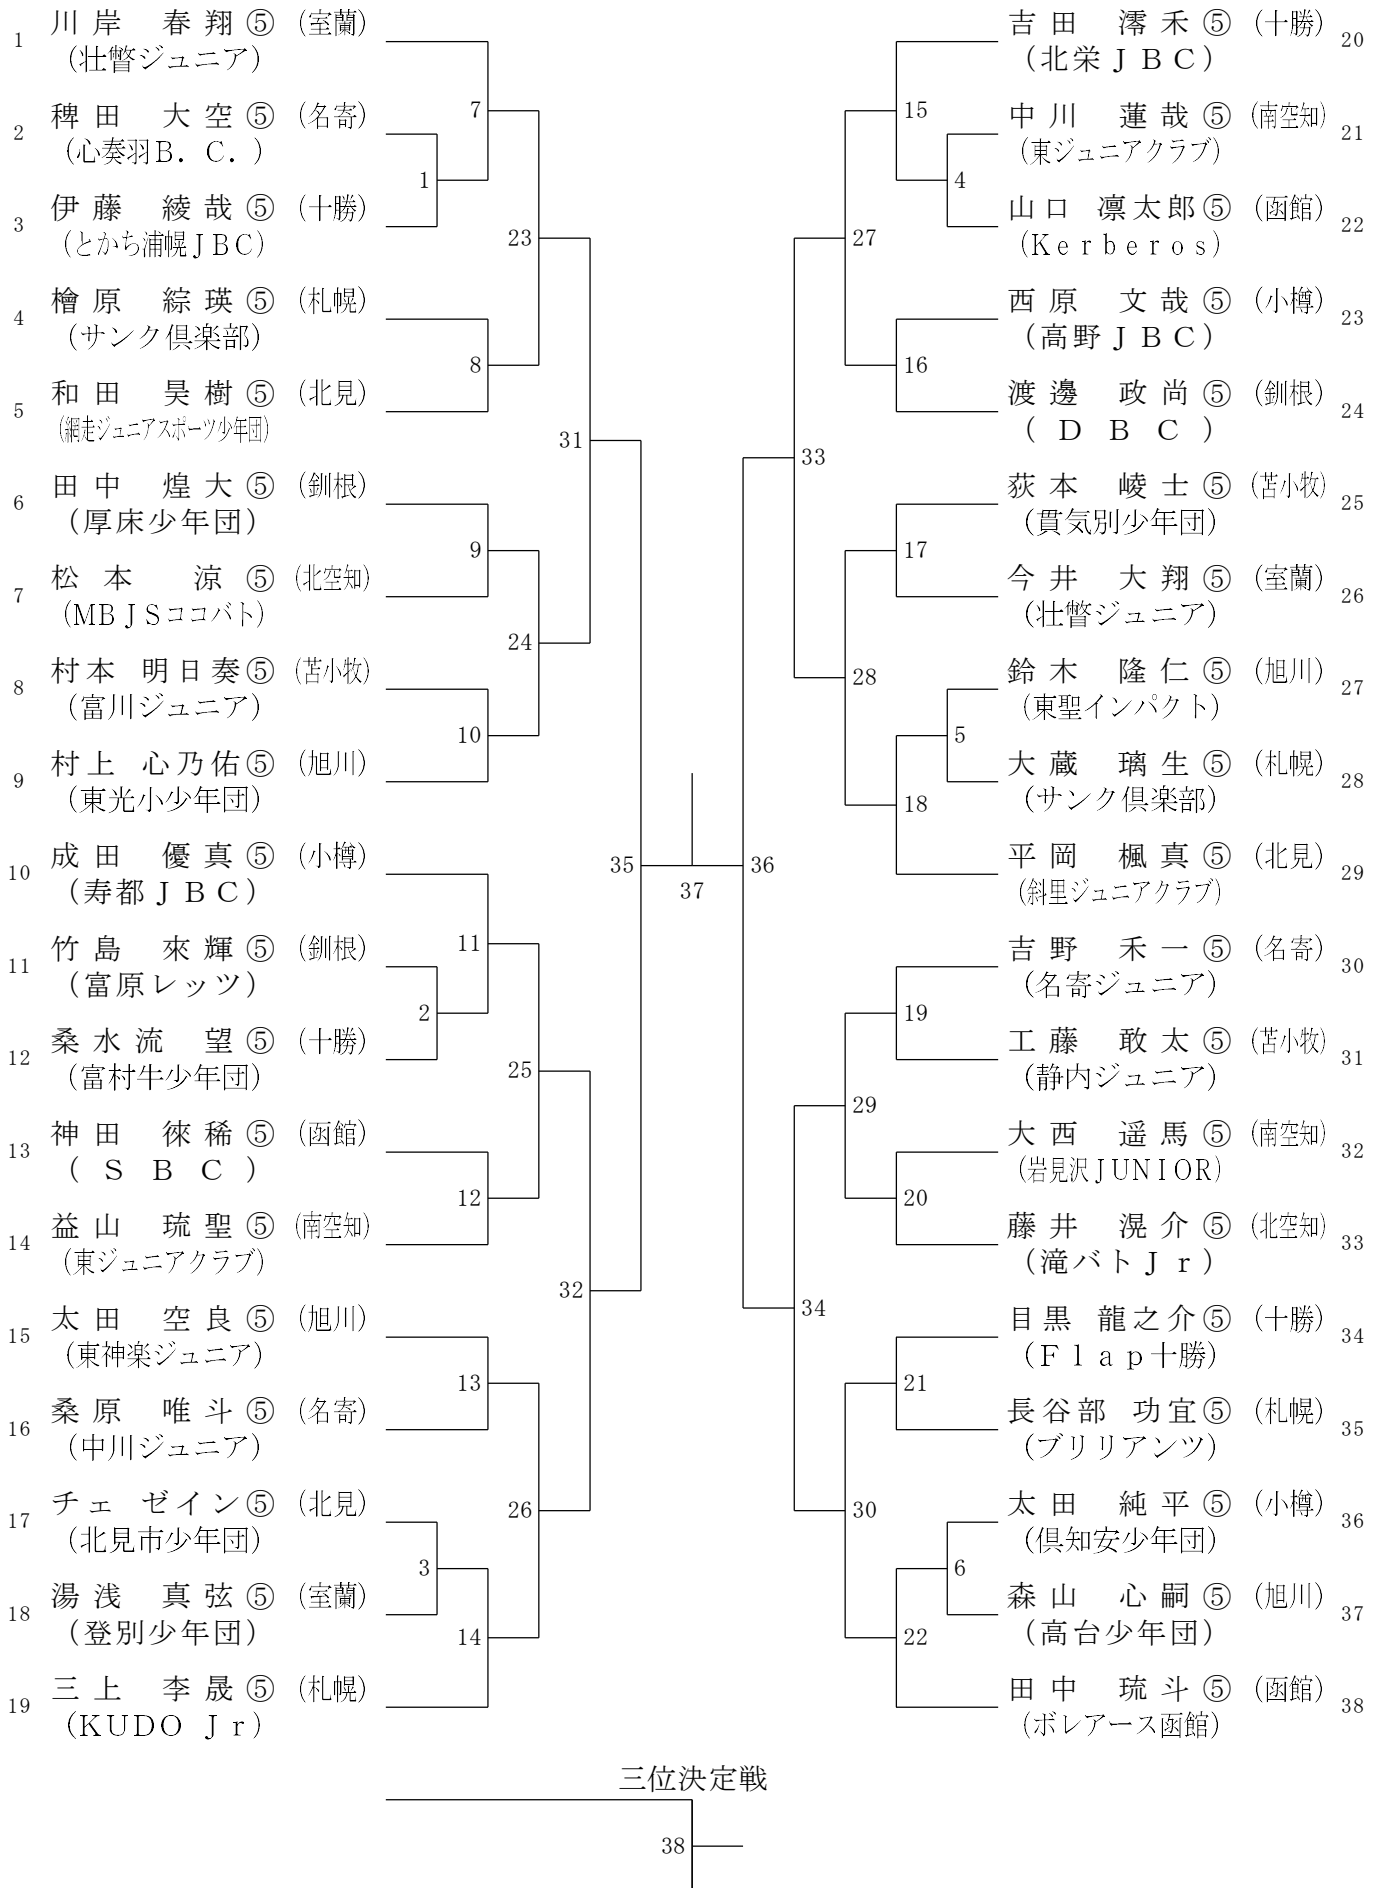 1 川岸 春翔⑤ (室蘭)
(壮瞥ジュニア)
2 稗田 大空⑤ (名寄)
(心奏羽B．C．)
3 伊藤 綾哉⑤ (十勝)
(とかち浦幌JBC)
4 檜原 綜瑛⑤ (札幌)
(サンク倶楽部)
5 和田 昊樹⑤ (北見)
(網走ジュニアスポーツ少年団)
6 田中 煌大⑤ (釧根)
(厚床少年団)
7 松本 涼⑤ (北空知)
(MBJSココバト)
8 村本 明日奏⑤ (苫小牧)
(富川ジュニア)
9 村上 心乃佑⑤ (旭川)
(東光小少年団)
10 成田 優真⑤ (小樽)
(寿都JBC)
11 竹島 來輝⑤ (釧根)
(富原レッツ)
12 桑水流 望⑤ (十勝)
(富村牛少年団)
13 神田 徠稀⑤ (函館)
(SBC)
14 益山 琉聖⑤ (南空知)
(東ジュニアクラブ)
15 太田 空良⑤ (旭川)
(東神楽ジュニア)
16 桑原 唯斗⑤ (名寄)
(中川ジュニア)
17 チェ ゼイン⑤ (北見)
(北見市少年団)
18 湯浅 真弦⑤ (室蘭)
(登別少年団)
19 三上 李晟⑤ (札幌)
(KUDO Jr)
7
1
23
8
31
9
24
10
35
11
2
25
12
32
13
26
3
14
37
36
15
4
27
16
33
17
28
5
18
19
29
20
34
21
30
6
22
吉田 澪禾⑤ (十勝) 20
(北栄JBC)
中川 蓮哉⑤ (南空知) 21
(東ジュニアクラブ)
山口 凛太郎⑤ (函館) 22
(Kerberos)
西原 文哉⑤ (小樽) 23
(高野JBC)
渡邊 政尚⑤ (釧根) 24
(DBC)
荻本 崚士⑤ (苫小牧) 25
(貫気別少年団)
今井 大翔⑤ (室蘭) 26
(壮瞥ジュニア)
鈴木 隆仁⑤ (旭川) 27
(東聖インパクト)
大蔵 璃生⑤ (札幌) 28
(サンク倶楽部)
平岡 楓真⑤ (北見) 29
(斜里ジュニアクラブ)
吉野 禾一⑤ (名寄) 30
(名寄ジュニア)
工藤 敢太⑤ (苫小牧) 31
(静内ジュニア)
大西 遥馬⑤ (南空知) 32
(岩見沢JUNIOR)
藤井 滉介⑤ (北空知) 33
(滝バトJr)
目黒 龍之介⑤ (十勝) 34
(Flap十勝)
長谷部 功宜⑤ (札幌) 35
(ブリリアンツ)
太田 純平⑤ (小樽) 36
(倶知安少年団)
森山 心嗣⑤ (旭川) 37
(高台少年団)
田中 琉斗⑤ (函館) 38
(ボレアース函館)
三位決定戦
38